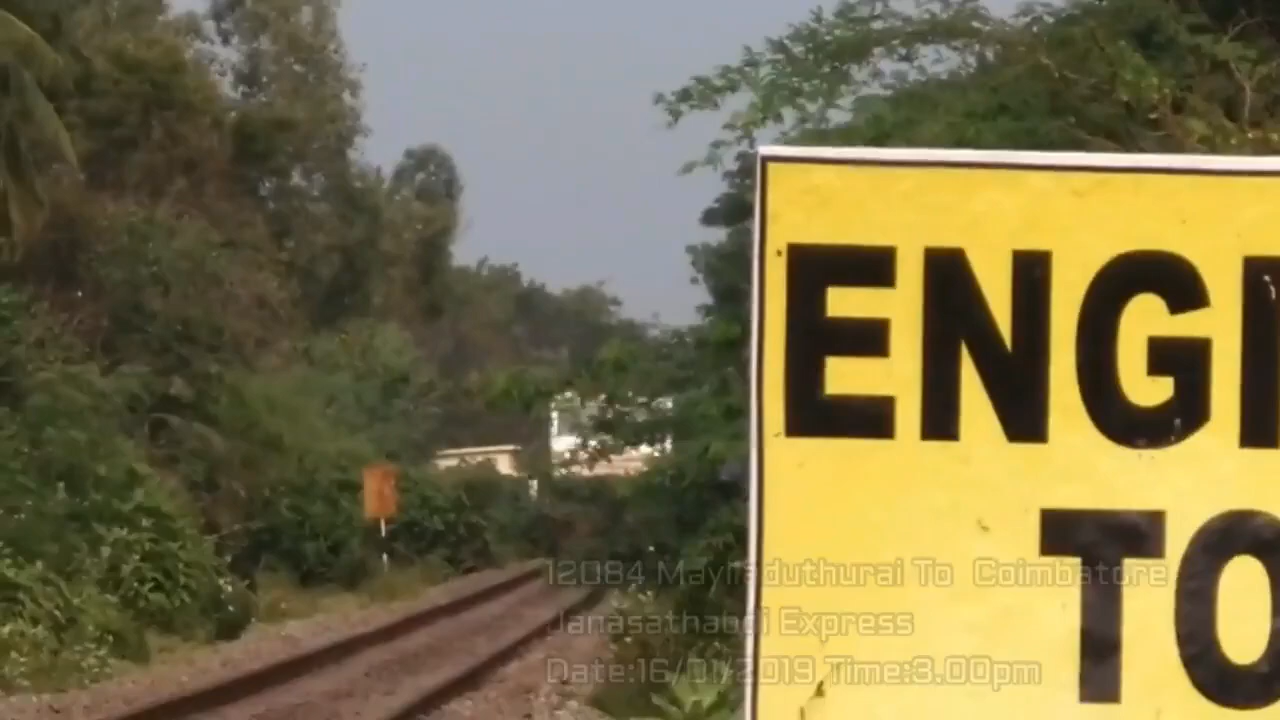 ENGI
TO
12084 Mayiladuthurai To Coimbatore
Janasathabdi Express
Date:16/01/2019 Time:3.00pm